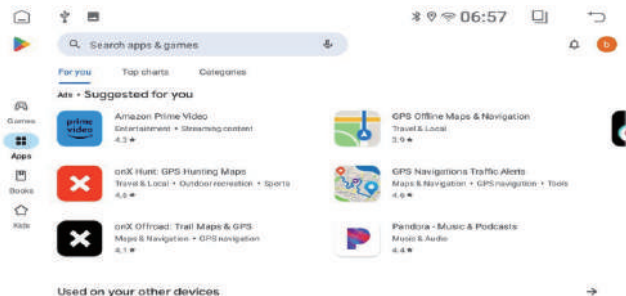 06:57
Search apps & games
b
For you Top charts Categories
Ads • Suggested for you
Games
Apps
Books
Kids
prime video
Amazon Prime Video
Entertainment • Streaming content
4.3 ★
GPS Offline Maps & Navigation
Travel & Local
3.9 ★
onX Hunt: GPS Hunting Maps
Travel & Local • Outdoor recreation • Sports
4.6 ★
GPS Navigations Traffic Alerts
Maps & Navigation • GPS navigation • Tools
4.6 ★
onX Offroad: Trail Maps & GPS
Maps & Navigation • GPS navigation
4.1 ★
Pandora - Music & Podcasts
Music & Audio
4.4 ★
Used on your other devices